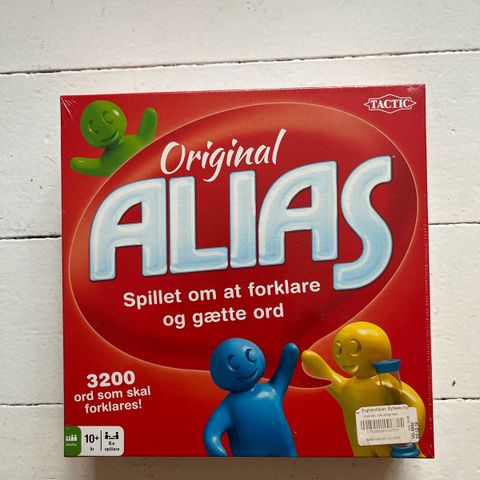 TACTIC
Original
ALIAS
Spillet om at forklare
og gætte ord
3200
ord som skal
forklares!
10+
år
4+
spillere